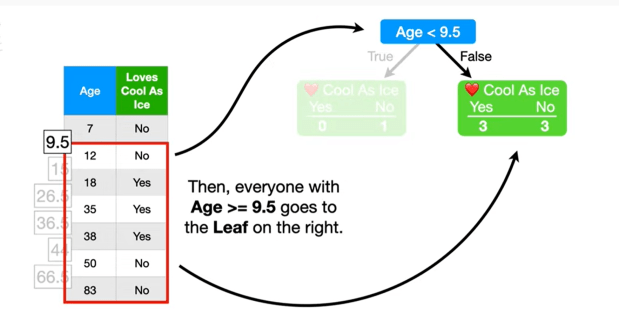 Age < 9.5
True
False
❤️ Cool As Ice
Yes No
0 1
❤️ Cool As Ice
Yes No
3 3
Age
Loves
Cool As
Ice
7 No
12 No
18 Yes
35 Yes
38 Yes
50 No
83 No
9.5
15
26.5
36.5
44
66.5
Then, everyone with
Age >= 9.5 goes to
the Leaf on the right.